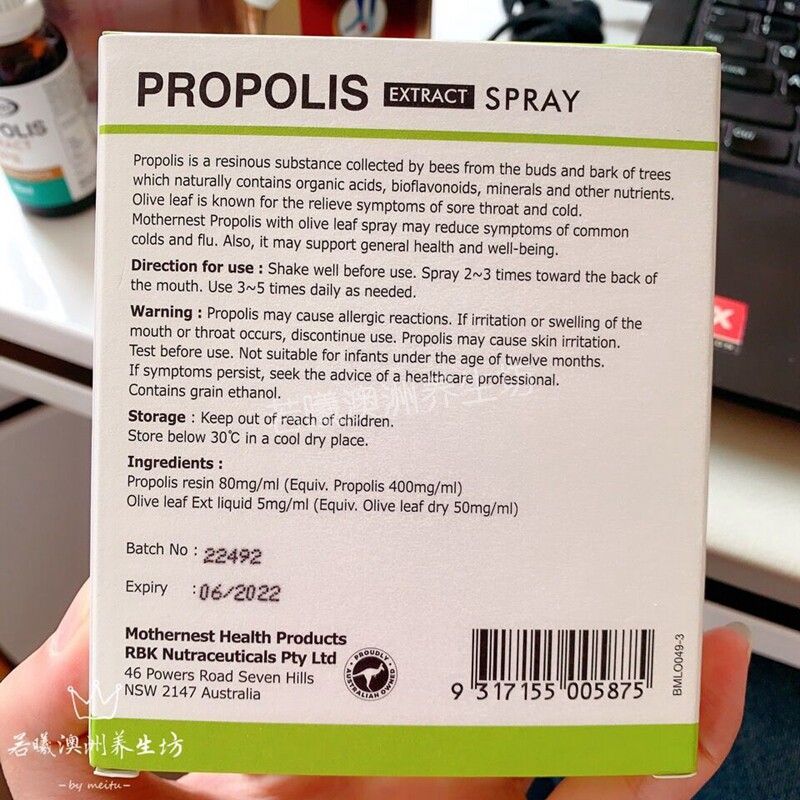 PROPOLIS EXTRACT SPRAY
Propolis is a resinous substance collected by bees from the buds and bark of trees
which naturally contains organic acids, bioflavonoids, minerals and other nutrients.
Olive leaf is known for the relieve symptoms of sore throat and cold.
Mothernest Propolis with olive leaf spray may reduce symptoms of common
colds and flu. Also, it may support general health and well-being.
Direction for use : Shake well before use. Spray 2~3 times toward the back of
the mouth. Use 3~5 times daily as needed.
Warning : Propolis may cause allergic reactions. If irritation or swelling of the
mouth or throat occurs, discontinue use. Propolis may cause skin irritation.
Test before use. Not suitable for infants under the age of twelve months.
If symptoms persist, seek the advice of a healthcare professional.
Contains grain ethanol.
Storage : Keep out of reach of children.
Store below 30℃ in a cool dry place.
Ingredients :
Propolis resin 80mg/ml (Equiv. Propolis 400mg/ml)
Olive leaf Ext liquid 5mg/ml (Equiv. Olive leaf dry 50mg/ml)
Batch No : 22492
Expiry : 06/2022
Mothernest Health Products
RBK Nutraceuticals Pty Ltd
46 Powers Road Seven Hills
NSW 2147 Australia
PROUDLY
AUSTRALIAN OWNED
9 317155 005875
BMLO049-3
若曦澳洲养生坊
若曦澳洲养生坊
-by meitu-